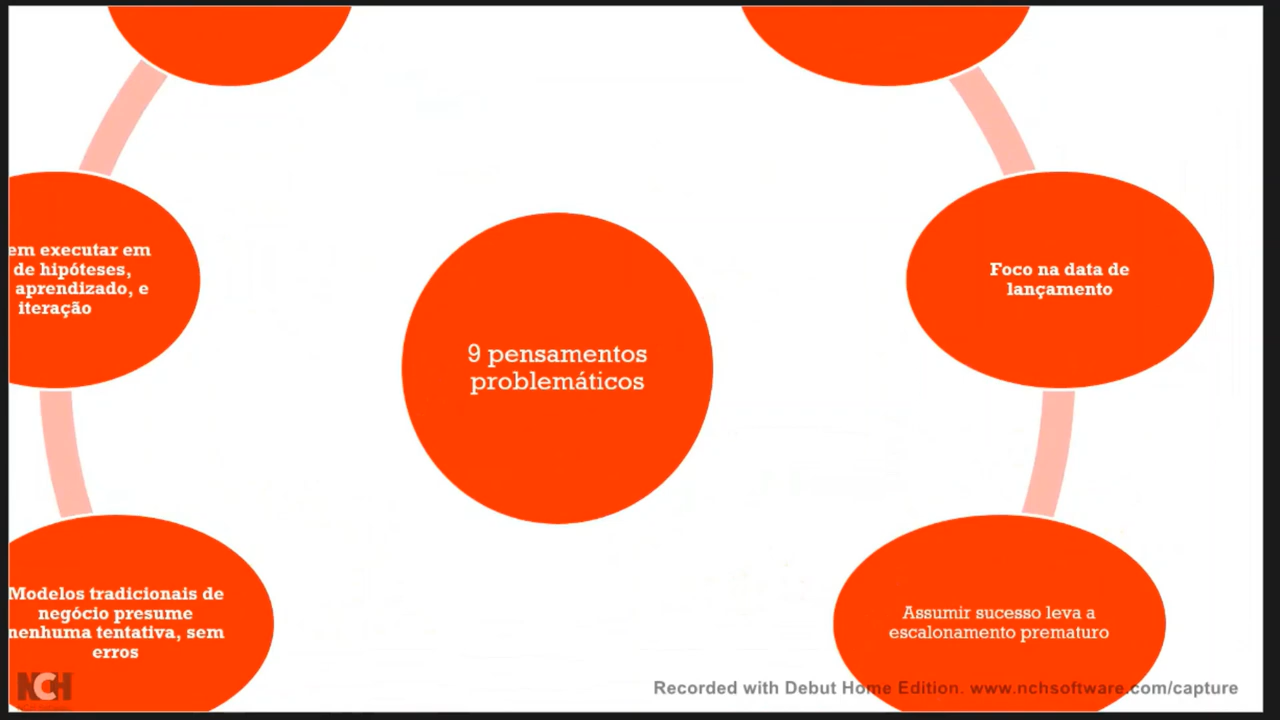 em executar em
de hipóteses,
aprendizado, e
iteração
Foco na data de
lançamento
9 pensamentos
problemáticos
Modelos tradicionais de
negócio presume
nenhuma tentativa, sem
erros
Assumir sucesso leva a
escalonamento prematuro
NCH
Recorded with Debut Home Edition. www.nchsoftware.com/capture